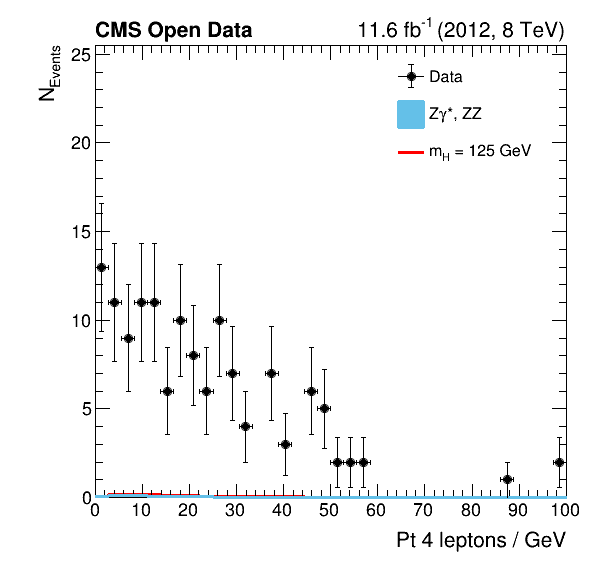 CMS Open Data
11.6 fb-1 (2012, 8 TeV)
NEvents
Data
Zγ*, ZZ
mH = 125 GeV
25
20
15
10
5
0
0 10 20 30 40 50 60 70 80 90 100
Pt 4 leptons / GeV